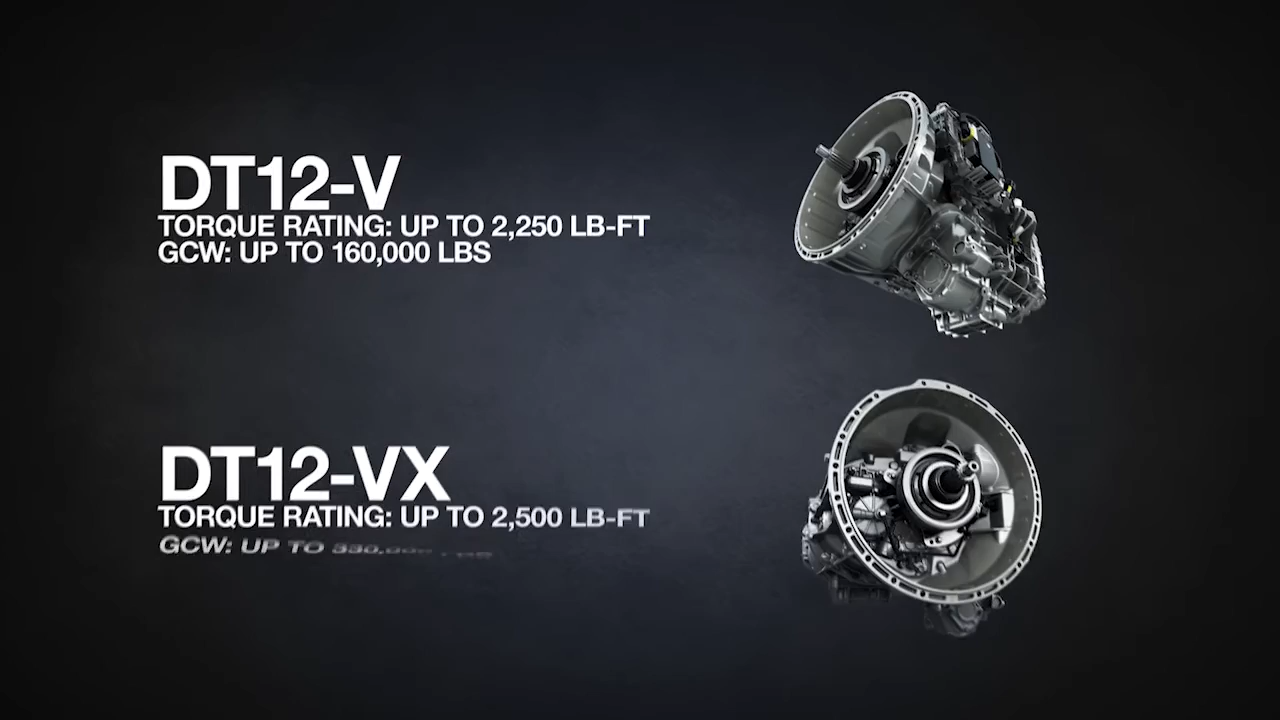 DT12-V
TORQUE RATING: UP TO 2,250 LB-FT
GCW: UP TO 160,000 LBS
DT12-VX
TORQUE RATING: UP TO 2,500 LB-FT
GCW: UP TO